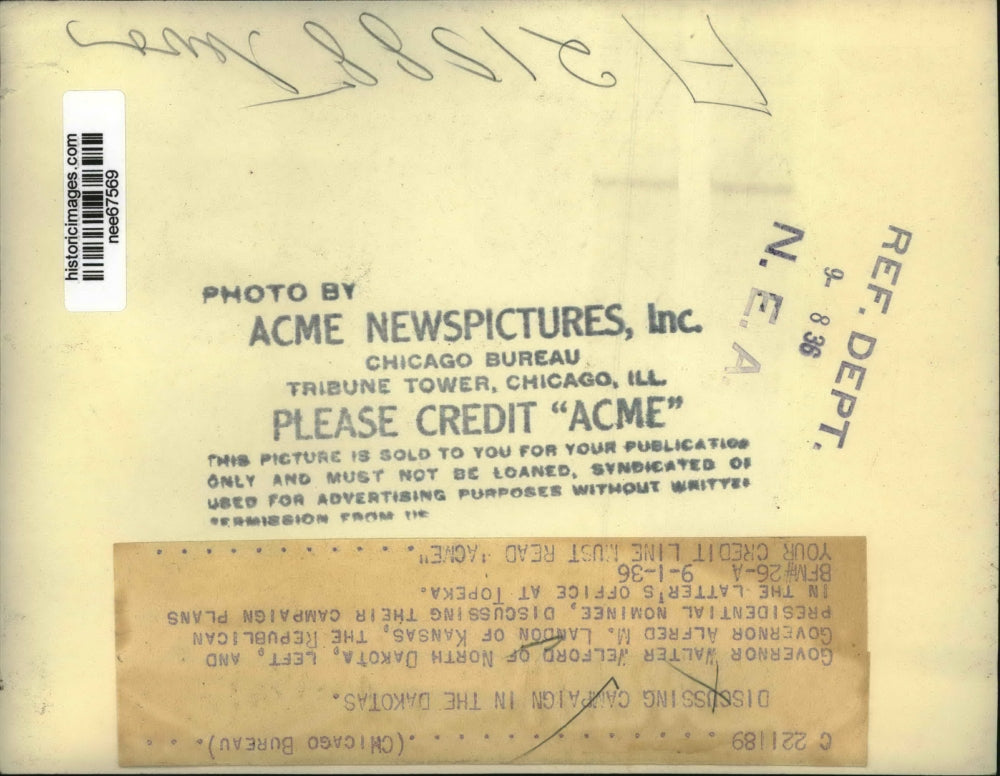 historicimages.com
nee67569
PHOTO BY
ACME NEWSPICTURES, Inc.
CHICAGO BUREAU
TRIBUNE TOWER, CHICAGO, ILL.
PLEASE CREDIT "ACME"
THIS PICTURE IS SOLD TO YOU FOR YOUR PUBLICATION
ONLY AND MUST NOT BE LOANED, SYNDICATED OR
USED FOR ADVERTISING PURPOSES WITHOUT WRITTEN
PERMISSION FROM US
REF. DEPT.
9- 8 36
N. E. A.
C 221189 . . . . . . . . . . . . . . (CHICAGO BUREAU). . .
DISCUSSING CAMPAIGN IN THE DAKOTAS.
GOVERNOR WALTER WELFORD OF NORTH DAKOTA, LEFT, AND
GOVERNOR ALFRED M. LANDON OF KANSAS, THE REPUBLICAN
PRESIDENTIAL NOMINEE, DISCUSSING THEIR CAMPAIGN PLANS
IN THE LATTER'S OFFICE AT TOPEKA.
BFM#26-A 9-1-36
YOUR CREDIT LINE MUST READ "ACME". . . . . . . . . . .